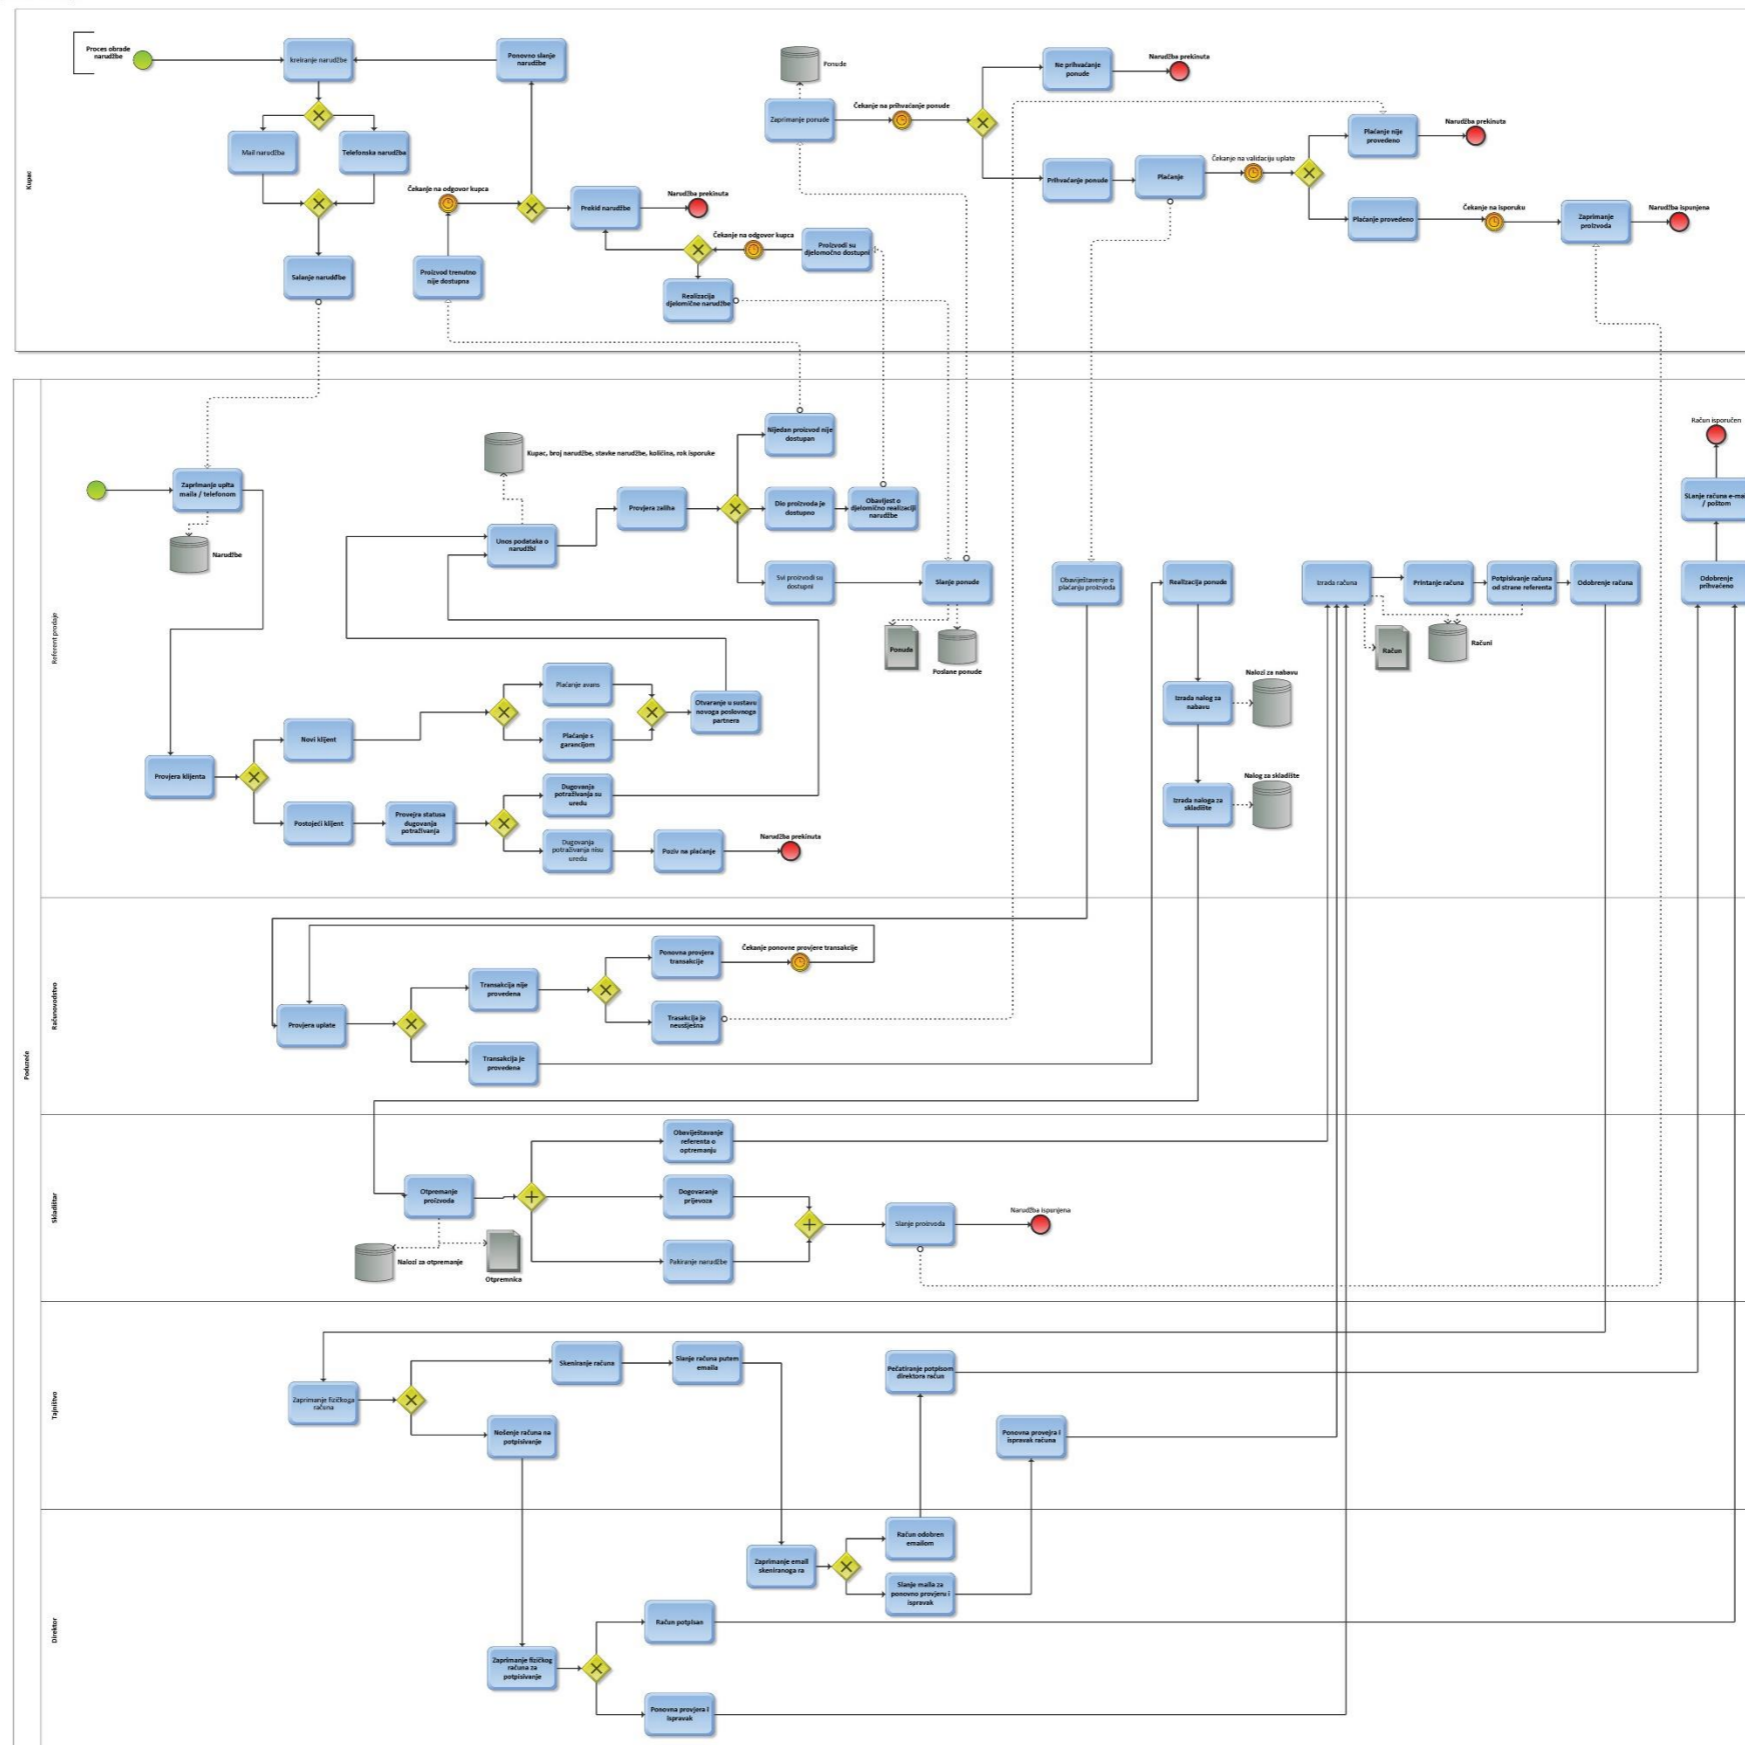 Proces obrade
narudžbe
kreiranje narudžbe
Ponovno slanje
narudžbe
Mail narudžba
Telefonska narudžba
Čekanje na odgovor kupca
Prekid narudžbe
Narudžba prekinuta
Čekanje na odgovor kupca
Proizvodi su
djelomočno dostupni
Salanje narudđbe
Proizvod trenutno
nije dostupna
Realizacija
djelomične narudžbe
Ponude
Zaprimanje ponude
Čekanje na prihvaćanje ponude
Ne prihvaćanje
ponude
Narudžba prekinuta
Prihvaćanje ponude
Plaćanje
Čekanje na validaciju uplate
Plaćanje nije
provedeno
Narudžba prekinuta
Plaćanje provedeno
Čekanje na isporuku
Zaprimanje
proizvoda
Narudžba ispunjena
Kupac
Poduzeće
Referent prodaje
Zaprimanje upita
maila / telefonom
Narudžbe
Kupac, broj narudžbe, stavke narudžbe, količina, rok isporuke
Unos podataka o
narudžbi
Provjera zaliha
Nijedan proizvod nije
dostupan
Dio proizvoda je
dostupno
Obavijest o
djelomično realizaciji
narudžbe
Svi proizvodi su
dostupni
Slanje ponude
Ponuda
Poslane ponude
Obaviještavenje o
plaćanju proizvoda
Realizacija ponude
Izrada nalog za
nabavu
Nalozi za nabavu
Izrada naloga za
skladište
Nalog za skladište
Izrada računa
Printanje računa
Potpisivanje računa
od strane referenta
Odobrenje računa
Račun
Računi
Račun isporučen
SLanje računa e-mai
/ poštom
Odobrenje
prihvaćeno
Provjera klijenta
Novi klijent
Plaćanje avans
Plaćanje s
garancijom
Otvaranje u sustavu
novoga poslovnoga
partnera
Postojeći klijent
Provejra statusa
dugovanja
potraživanja
Dugovanja
potraživanja su
uredu
Dugovanja
potraživanja nisu
uredu
Poziv na plaćanje
Narudžba prekinuta
Računovodstvo
Provjera uplate
Transakcija nije
provedena
Ponovna provjera
transakcije
Čekanje ponovne provjere transakcije
Trasakcija je
neuspješna
Transakcija je
provedena
Skladištar
Otpremanje
proizvoda
Nalozi za otpremanje
Otpremnica
Obaviještavanje
referenta o
optremanju
Dogovaranje
prijevoza
Pakiranje narudžbe
Slanje proizvoda
Narudžba ispunjena
Tajništvo
Zaprimanje fizičkoga
računa
Skeniranje računa
Slanje računa putem
emaila
Nošenje računa na
potpisivanje
Pečatiranje potpisom
direktora račus
Ponovna provejra i
ispravak računa
Direktor
Zaprimanje email
skeniranoga ra
Račun odobren
emailom
Slanje maila za
ponovno provjeru i
ispravak
Račun potpisan
Zaprimanje fizičkog
računa za
potpisivanje
Ponovna provjera i
ispravak